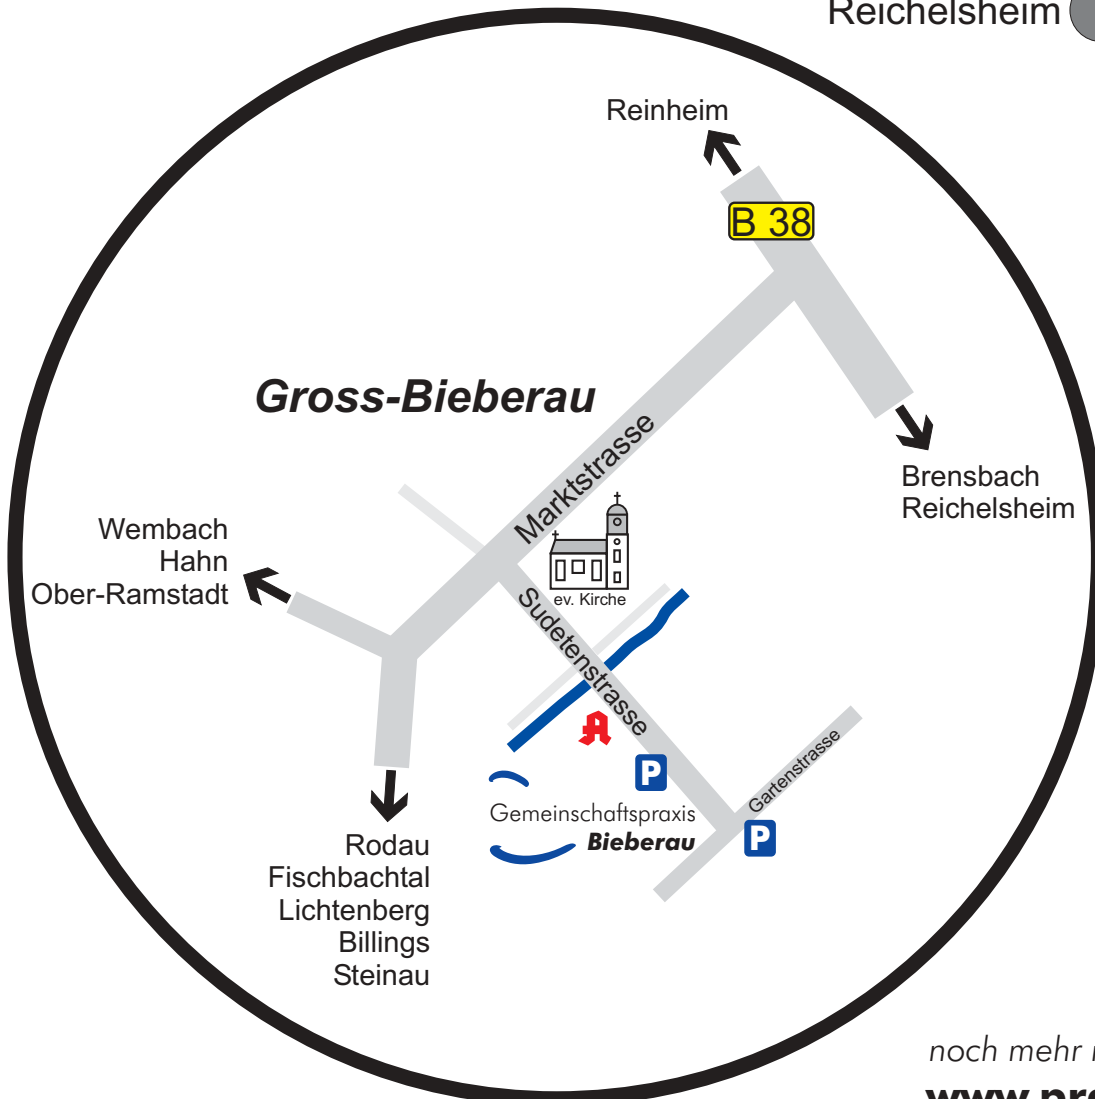 Reichelsheim
Reinheim
B 38
Gross-Bieberau
Marktstrasse
Brensbach
Reichelsheim
Wembach
Hahn
Ober-Ramstadt
ev. Kirche
Sudetenstrasse
A
P
Gartenstrasse
Gemeinschaftspraxis
Bieberau
P
Rodau
Fischbachtal
Lichtenberg
Billings
Steinau
noch mehr